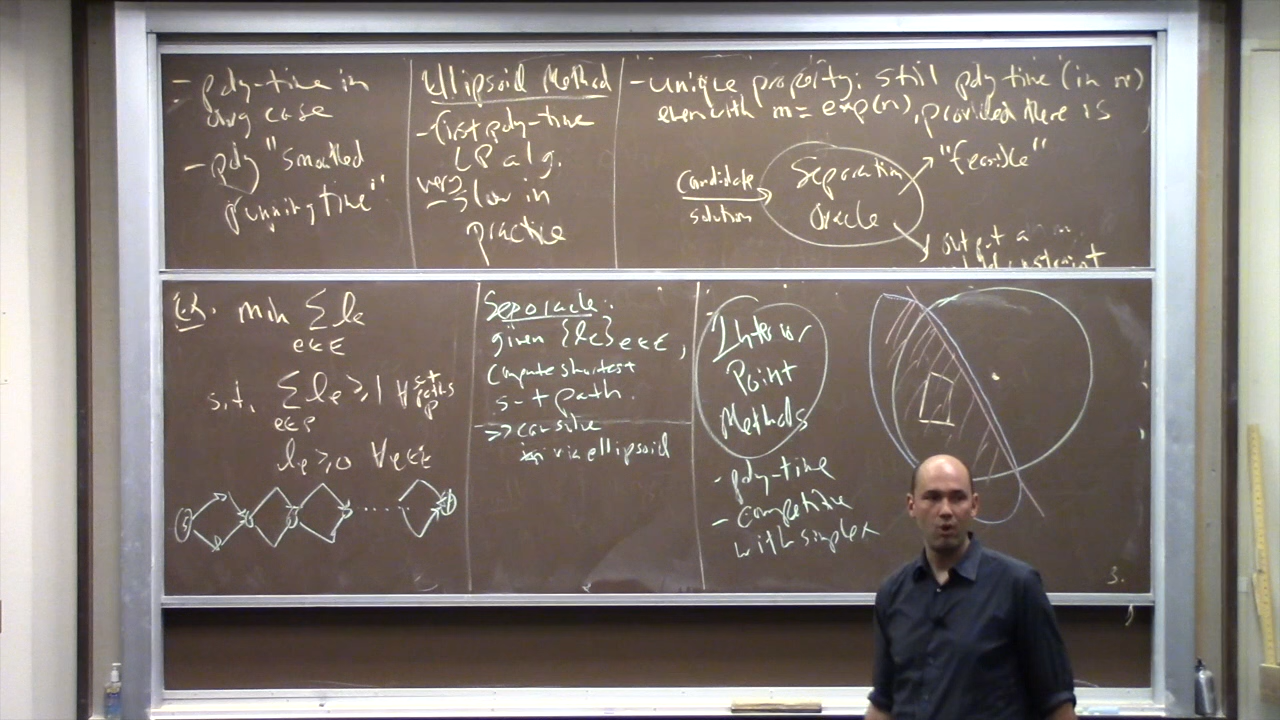 - poly-time in
avg case
- poly "smoothed
running time"
Ellipsoid Method
- first poly-time
LP alg.
- very slow in
practice
- unique property: still poly time (in n)
even with m = exp(n), provided there is
candidate
solution
Separation
Oracle
"feasible"
output a
constraint
Ex. min ∑ le
e∈E
s.t. ∑ le ≥ 1 ∀ s-t
paths
P
e∈P
le ≥ 0 ∀e∈E
s
t
Sep oracle:
given {le}e∈E,
compute shortest
s-t path.
=> can solve
via ellipsoid
Interior
Point
Methods
- poly-time
- competitive
with simplex
3.